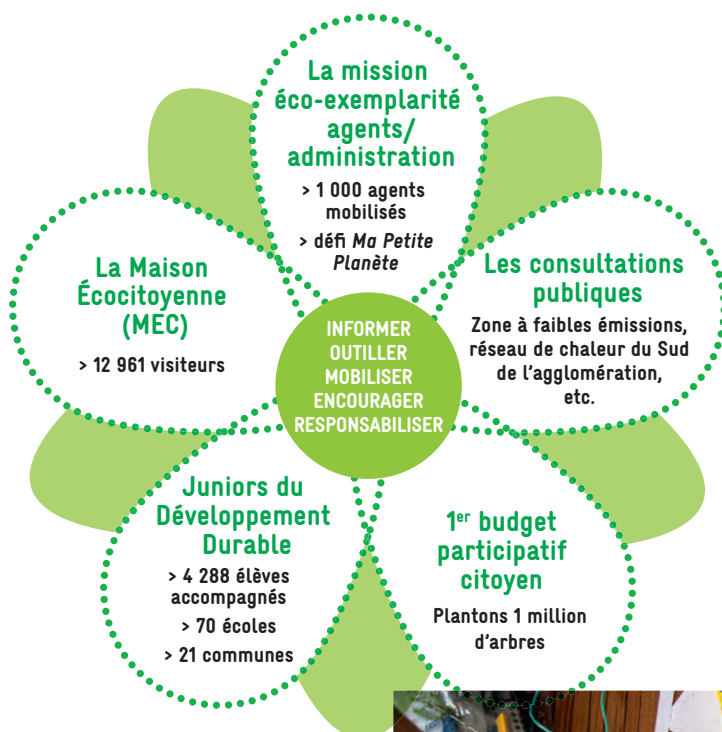 La mission
éco-exemplarité
agents/
administration
> 1 000 agents
mobilisés
> défi Ma Petite
Planète
La Maison
Écocitoyenne
(MEC)
> 12 961 visiteurs
Les consultations
publiques
Zone à faibles émissions,
réseau de chaleur du Sud
de l'agglomération,
etc.
INFORMER
OUTILLER
MOBILISER
ENCOURAGER
RESPONSABILISER
Juniors du
Développement
Durable
> 4 288 élèves
accompagnés
> 70 écoles
> 21 communes
1er budget
participatif
citoyen
Plantons 1 million
d'arbres